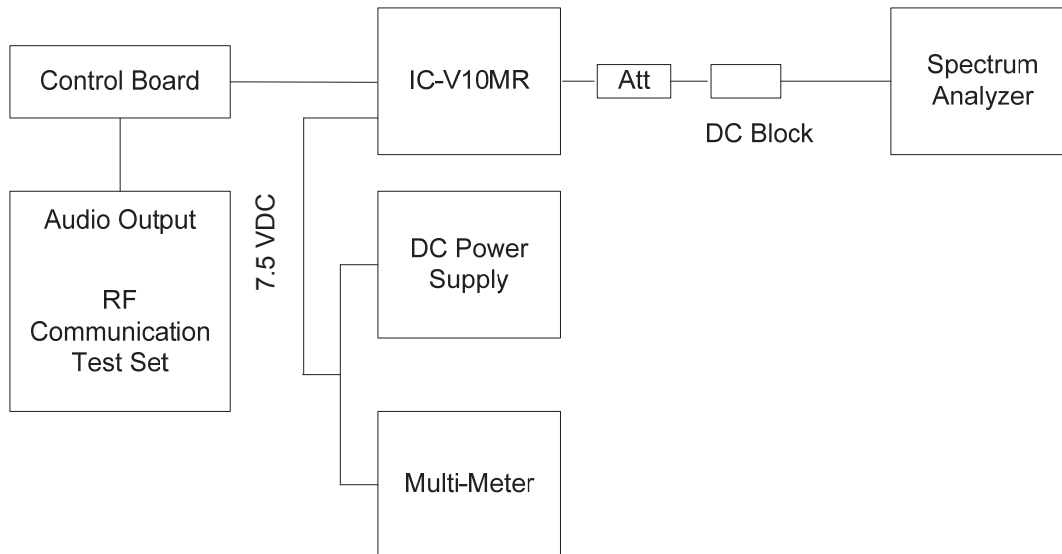 Control Board
IC-V10MR
Att
DC Block
Spectrum
Analyzer
Audio Output
RF
Communication
Test Set
7.5 VDC
DC Power
Supply
Multi-Meter